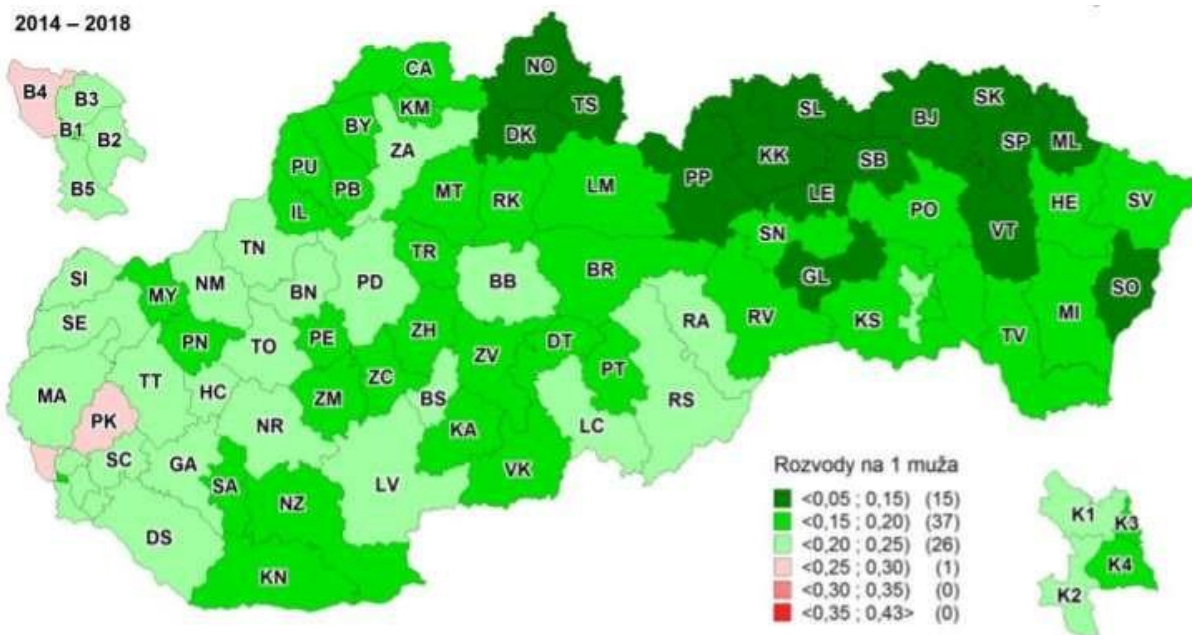 2014 – 2018
B4
B3
B1
B2
B5
CA
NO
KM
TS
BY
DK
ZA
PU
PB
IL
MT
RK
LM
PP
KK
SL
LE
SB
BJ
SK
SP
ML
PO
VT
HE
SV
SN
GL
SO
TN
TR
BR
SI
MY
NM
BN
PD
BB
SE
PN
TO
PE
ZH
ZV
DT
RA
RV
KS
TV
MI
MA
TT
HC
ZM
ZC
BS
PT
PK
NR
KA
LC
RS
SC
GA
SA
NZ
LV
VK
DS
KN
Rozvody na 1 muža
<0,05 ; 0,15) (15)
<0,15 ; 0,20) (37)
<0,20 ; 0,25) (26)
<0,25 ; 0,30) (1)
<0,30 ; 0,35) (0)
<0,35 ; 0,43> (0)
K1
K3
K4
K2